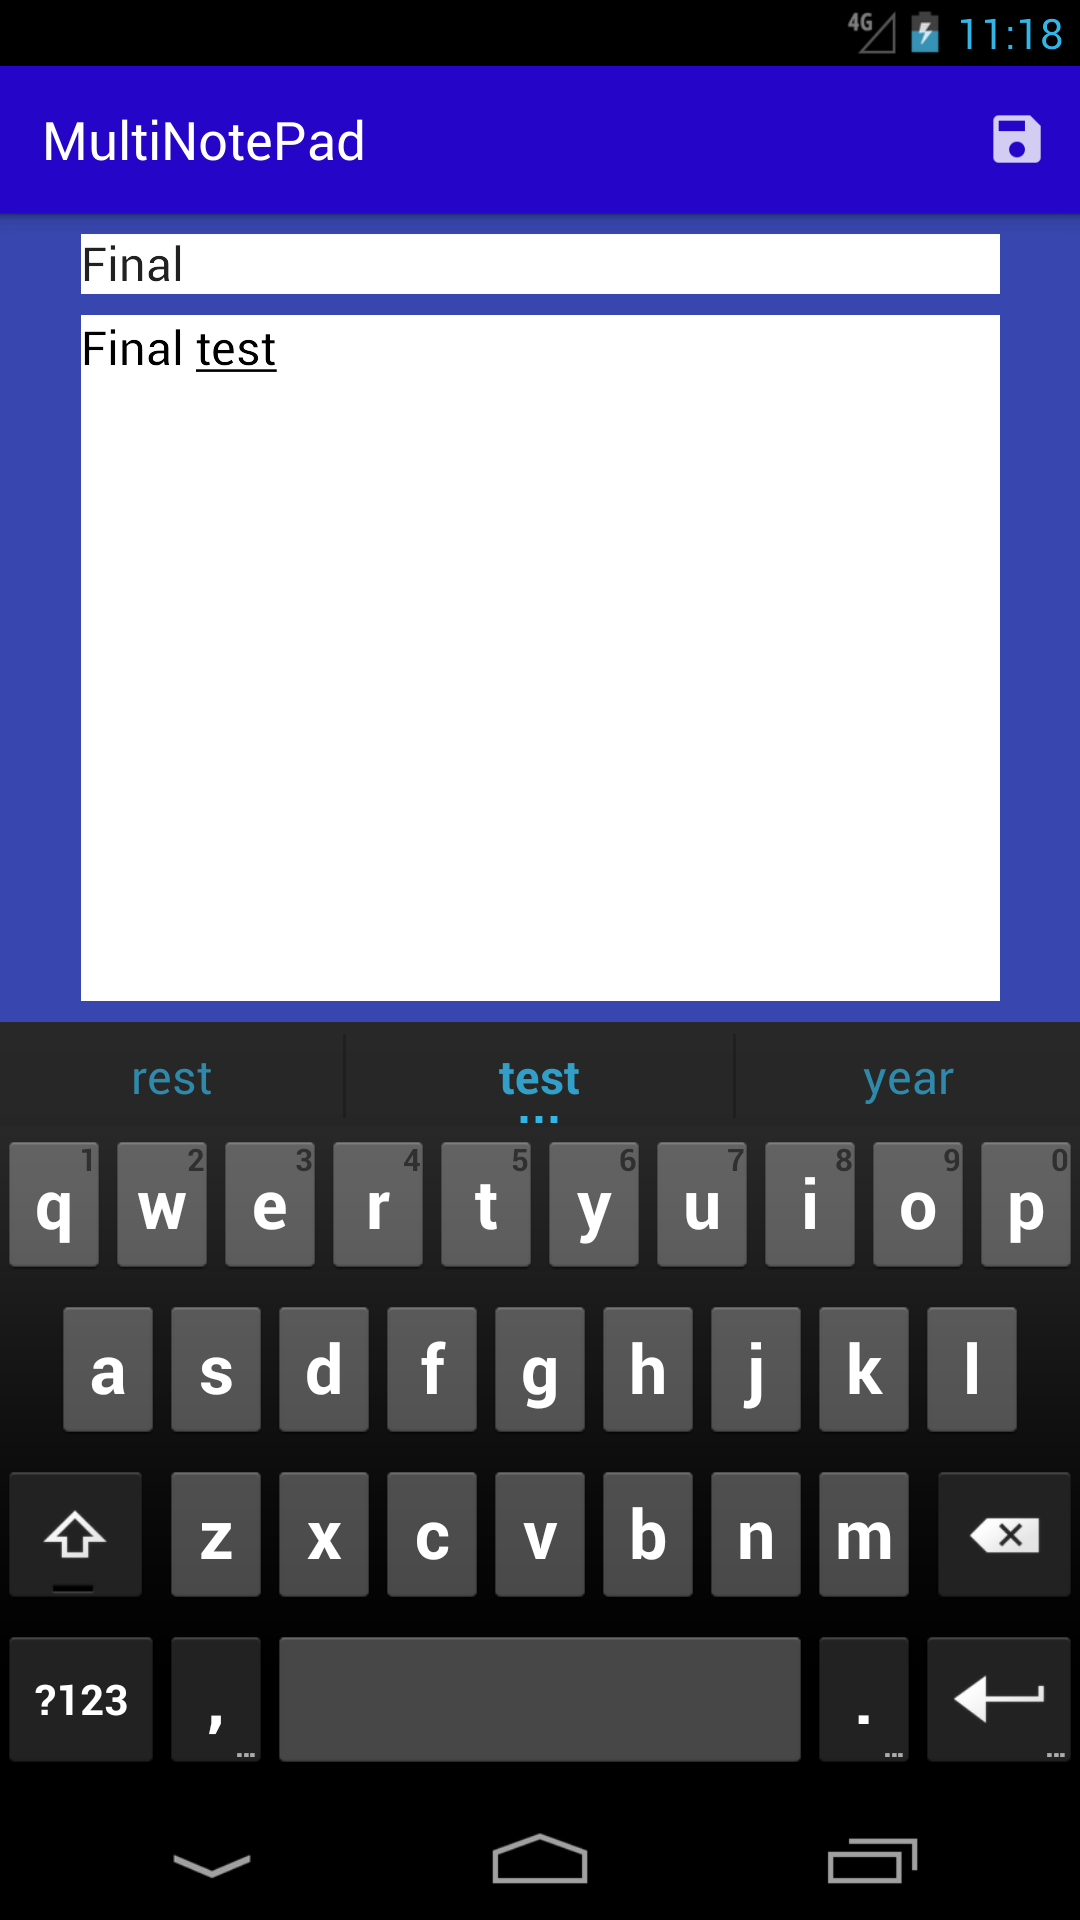 4G 11:18
MultiNotePad
Final
Final test
rest test year
1 2 3 4 5 6 7 8 9 0
q w e r t y u i o p
a s d f g h j k l
z x c v b n m
?123 , .